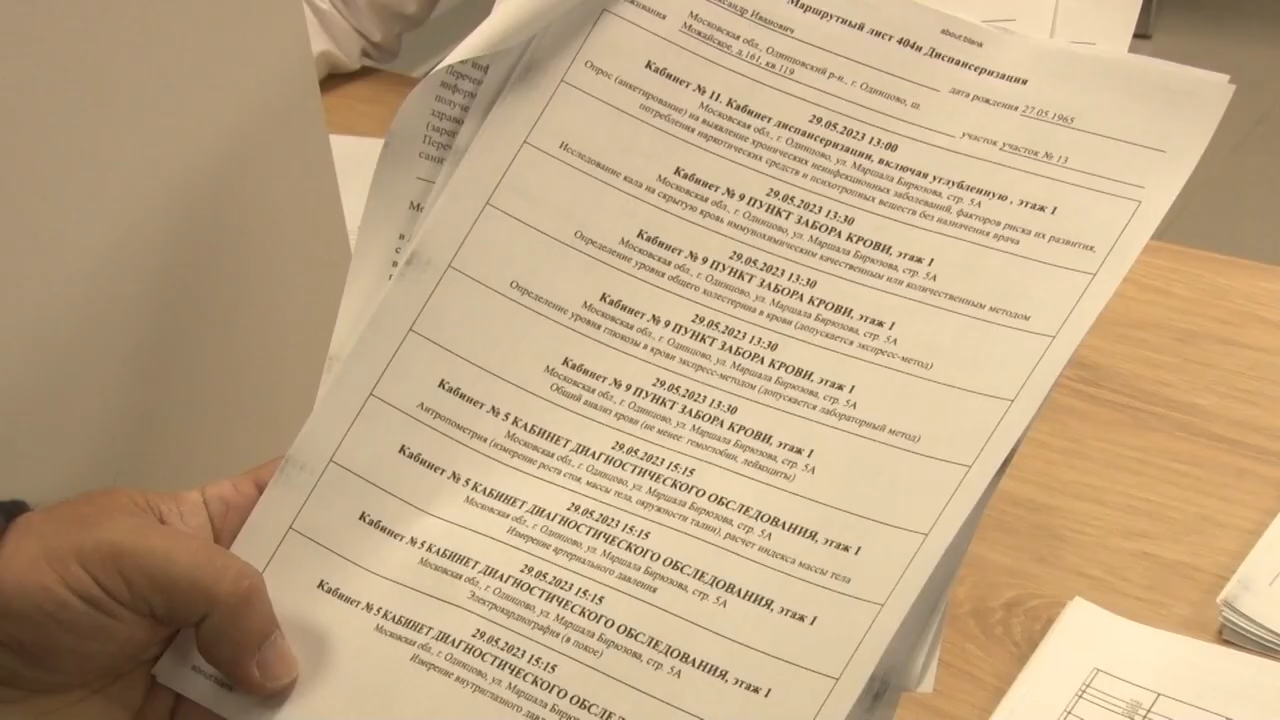 about:blank
Маршрутный лист 404н Диспансеризация
ксандр Иванович
дата рождения 27.05.1965
Московская обл., Одинцовский р-н., г. Одинцово, ш.
Можайское, д.161, кв.119
участок участок № 13
29.05.2023 13:00
Кабинет № 11. Кабинет диспансеризации, включая углубленную , этаж 1
Московская обл., г. Одинцово, ул. Маршала Бирюзова, стр. 5А
Опрос (анкетирование) на выявление хронических неинфекционных заболеваний, факторов риска их развития,
потребления наркотических средств и психотропных веществ без назначения врача
29.05.2023 13:30
Кабинет № 9 ПУНКТ ЗАБОРА КРОВИ, этаж 1
Московская обл., г. Одинцово, ул. Маршала Бирюзова, стр. 5А
Исследование кала на скрытую кровь иммунохимическим качественным или количественным методом
29.05.2023 13:30
Кабинет № 9 ПУНКТ ЗАБОРА КРОВИ, этаж 1
Московская обл., г. Одинцово, ул. Маршала Бирюзова, стр. 5А
Определение уровня общего холестерина в крови (допускается экспресс-метод)
29.05.2023 13:30
Кабинет № 9 ПУНКТ ЗАБОРА КРОВИ, этаж 1
Московская обл., г. Одинцово, ул. Маршала Бирюзова, стр. 5А
Определение уровня глюкозы в крови экспресс-методом (допускается лабораторный метод)
29.05.2023 13:30
Кабинет № 9 ПУНКТ ЗАБОРА КРОВИ, этаж 1
Московская обл., г. Одинцово, ул. Маршала Бирюзова, стр. 5А
Общий анализ крови (не менее: гемоглобин, лейкоциты)
29.05.2023 15:15
Кабинет № 5 КАБИНЕТ ДИАГНОСТИЧЕСКОГО ОБСЛЕДОВАНИЯ, этаж 1
Московская обл., г. Одинцово, ул. Маршала Бирюзова, стр. 5А
Антропометрия (измерение роста стоя, массы тела, окружности талии), расчет индекса массы тела
29.05.2023 15:15
Кабинет № 5 КАБИНЕТ ДИАГНОСТИЧЕСКОГО ОБСЛЕДОВАНИЯ, этаж 1
Московская обл., г. Одинцово, ул. Маршала Бирюзова, стр. 5А
Измерение артериального давления
29.05.2023 15:15
Кабинет № 5 КАБИНЕТ ДИАГНОСТИЧЕСКОГО ОБСЛЕДОВАНИЯ, этаж 1
Московская обл., г. Одинцово, ул. Маршала Бирюзова, стр. 5А
Электрокардиография (в покое)
29.05.2023 15:15
Кабинет № 5 КАБИНЕТ ДИАГНОСТИЧЕСКОГО ОБСЛЕДОВАНИЯ
Московская обл., г. Одинцово, ул. Маршала Бирюзова
Измерение внутриглазного дав
about:blank